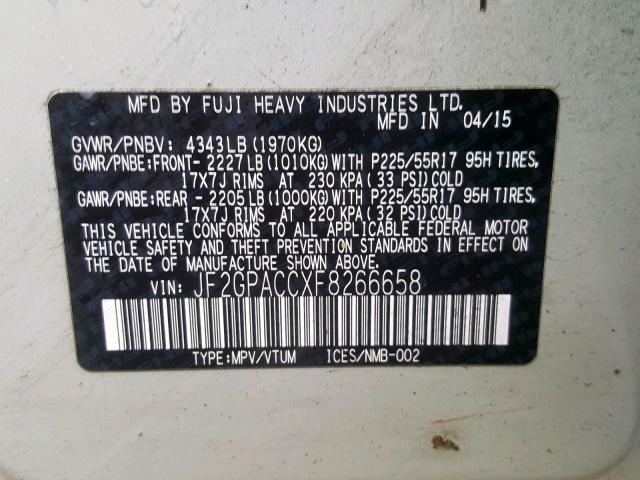 MFD BY FUJI HEAVY INDUSTRIES LTD.
MFD IN 04/15
GVWR/PNBV: 4343LB(1970KG)
GAWR/PNBE:FRONT- 2227LB(1010KG)WITH P225/55R17 95H TIRES,
17X7J RIMS AT 230 KPA(33 PSI)COLD
GAWR/PNBE:REAR - 2205LB(1000KG)WITH P225/55R17 95H TIRES,
17X7J RIMS AT 220 KPA(32 PSI)COLD
THIS VEHICLE CONFORMS TO ALL APPLICABLE FEDERAL MOTOR
VEHICLE SAFETY AND THEFT PREVENTION STANDARDS IN EFFECT ON
THE DATE OF MANUFACTURE SHOWN ABOVE.
VIN: JF2GPACCXF8266658
TYPE:MPV/VTUM ICES/NMB-002